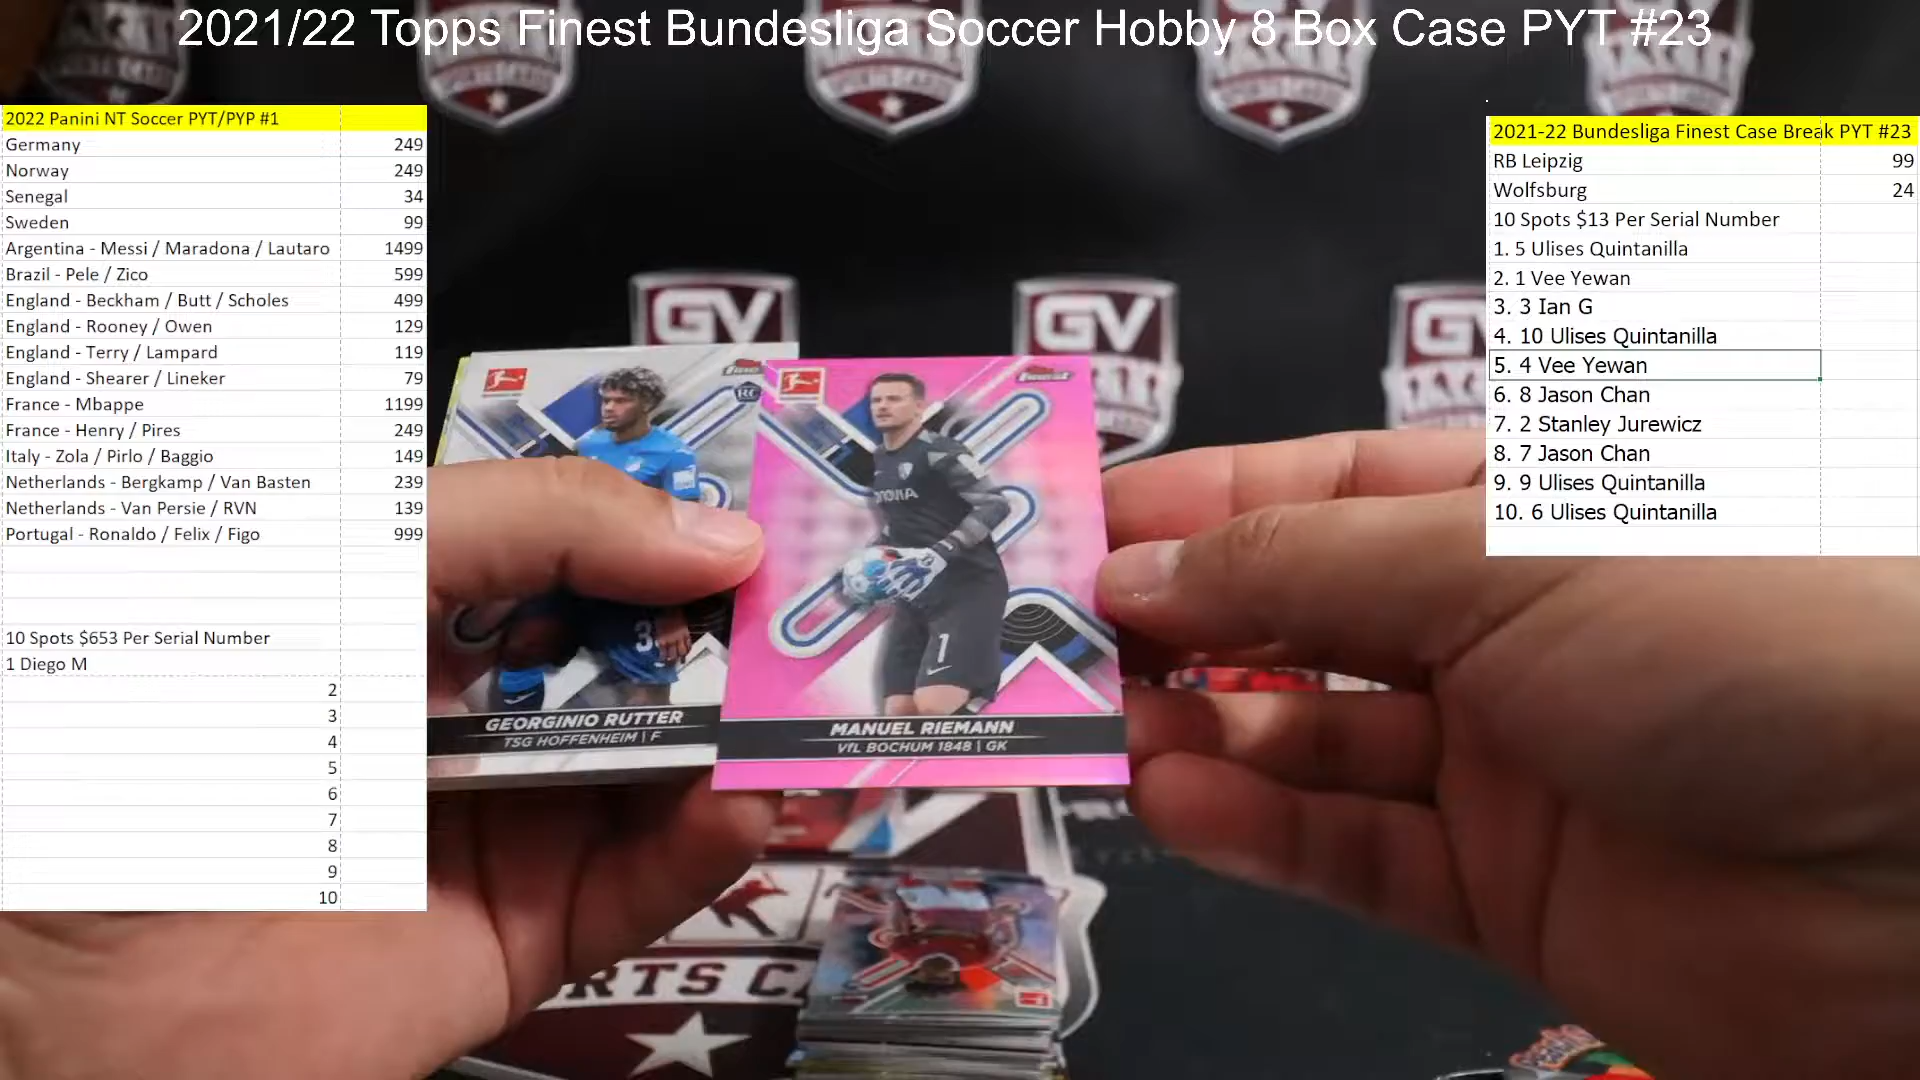 2021/22 Topps Finest Bundesliga Soccer Hobby 8 Box Case PYT #23
2022 Panini NT Soccer PYT/PYP #1
Germany 249
Norway 249
Senegal 34
Sweden 99
Argentina - Messi / Maradona / Lautaro 1499
Brazil - Pele / Zico 599
England - Beckham / Butt / Scholes 499
England - Rooney / Owen 129
England - Terry / Lampard 119
England - Shearer / Lineker 79
France - Mbappe 1199
France - Henry / Pires 249
Italy - Zola / Pirlo / Baggio 149
Netherlands - Bergkamp / Van Basten 239
Netherlands - Van Persie / RVN 139
Portugal - Ronaldo / Felix / Figo 999
10 Spots $653 Per Serial Number
1 Diego M
2
3
4
5
6
7
8
9
10
2021-22 Bundesliga Finest Case Break PYT #23
RB Leipzig 99
Wolfsburg 24
10 Spots $13 Per Serial Number
1. 5 Ulises Quintanilla
2. 1 Vee Yewan
3. 3 Ian G
4. 10 Ulises Quintanilla
5. 4 Vee Yewan
6. 8 Jason Chan
7. 2 Stanley Jurewicz
8. 7 Jason Chan
9. 9 Ulises Quintanilla
10. 6 Ulises Quintanilla
GV
GV
RC
Finest
1
GEORGINIO RUTTER
TSG HOFFENHEIM | F
MANUEL RIEMANN
VfL BOCHUM 1848 | GK
RTS CA